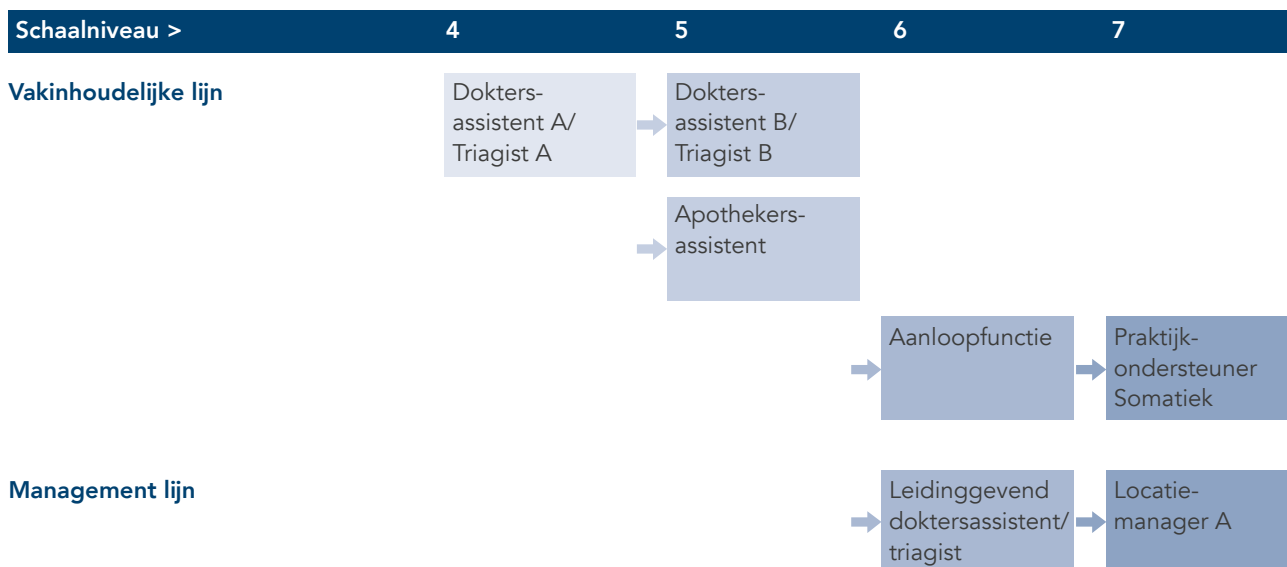 Schaalniveau > 4 5 6 7
Vakinhoudelijke lijn
Dokters-
assistent A/
Triagist A
Dokters-
assistent B/
Triagist B
Apothekers-
assistent
Aanloopfunctie
Praktijk-
ondersteuner
Somatiek
Management lijn
Leidinggevend
doktersassistent/
triagist
Locatie-
manager A